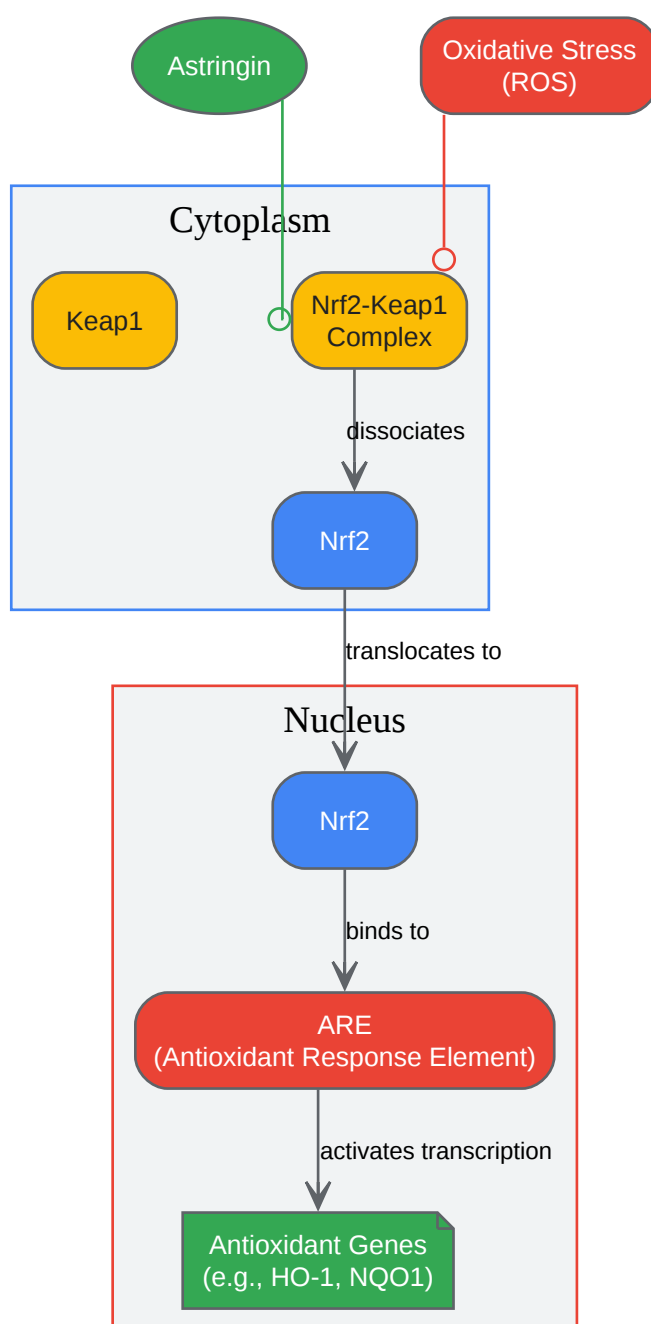 Astringin
Oxidative Stress
(ROS)
Cytoplasm
Keap1
Nrf2-Keap1
Complex
dissociates
Nrf2
translocates to
Nucleus
Nrf2
binds to
ARE
(Antioxidant Response Element)
activates transcription
Antioxidant Genes
(e.g., HO-1, NQO1)